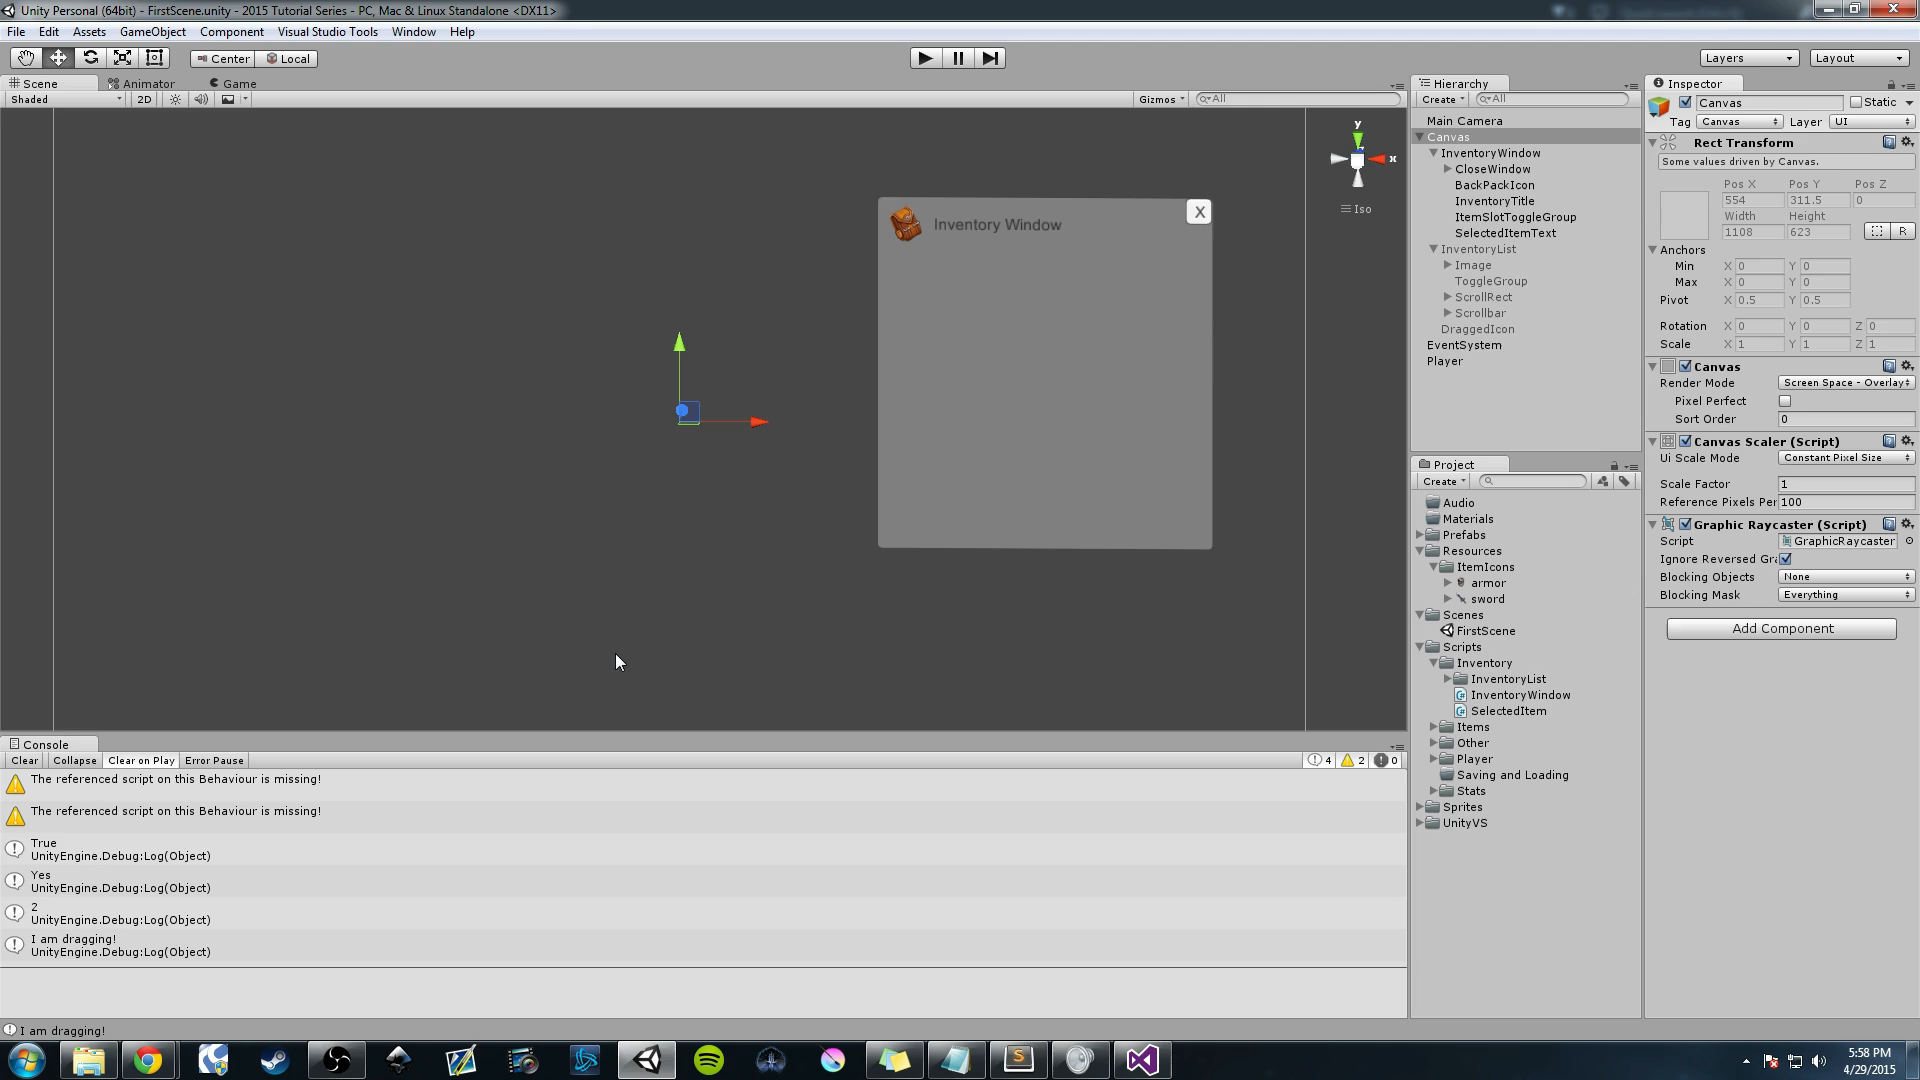 Unity Personal (64bit) - FirstScene.unity - 2015 Tutorial Series - PC, Mac & Linux Standalone <DX11>
File Edit Assets GameObject Component Visual Studio Tools Window Help
Center Local
Layers Layout
Scene Animator Game
Shaded 2D Gizmos All
y
x
Iso
Inventory Window
X
Hierarchy
Create All
Main Camera
Canvas
InventoryWindow
CloseWindow
BackPackIcon
InventoryTitle
ItemSlotToggleGroup
SelectedItemText
InventoryList
Image
ToggleGroup
ScrollRect
Scrollbar
DraggedIcon
EventSystem
Player
Project
Create
Audio
Materials
Prefabs
Resources
ItemIcons
armor
sword
Scenes
FirstScene
Scripts
Inventory
InventoryList
InventoryWindow
SelectedItem
Items
Other
Player
Saving and Loading
Stats
Sprites
UnityVS
Inspector
Canvas Static
Tag Canvas Layer UI
Rect Transform
Some values driven by Canvas.
Pos X Pos Y Pos Z
554 311.5 0
Width Height
1108 623 R
Anchors
Min X 0 Y 0
Max X 0 Y 0
Pivot X 0.5 Y 0.5
Rotation X 0 Y 0 Z 0
Scale X 1 Y 1 Z 1
Canvas
Render Mode Screen Space - Overlay
Pixel Perfect
Sort Order 0
Canvas Scaler (Script)
Ui Scale Mode Constant Pixel Size
Scale Factor 1
Reference Pixels Per 100
Graphic Raycaster (Script)
Script GraphicRaycaster
Ignore Reversed Gra
Blocking Objects None
Blocking Mask Everything
Add Component
Console
Clear Collapse Clear on Play Error Pause 4 2 0
The referenced script on this Behaviour is missing!
The referenced script on this Behaviour is missing!
True
UnityEngine.Debug:Log(Object)
Yes
UnityEngine.Debug:Log(Object)
2
UnityEngine.Debug:Log(Object)
I am dragging!
UnityEngine.Debug:Log(Object)
I am dragging!
5:58 PM
4/29/2015